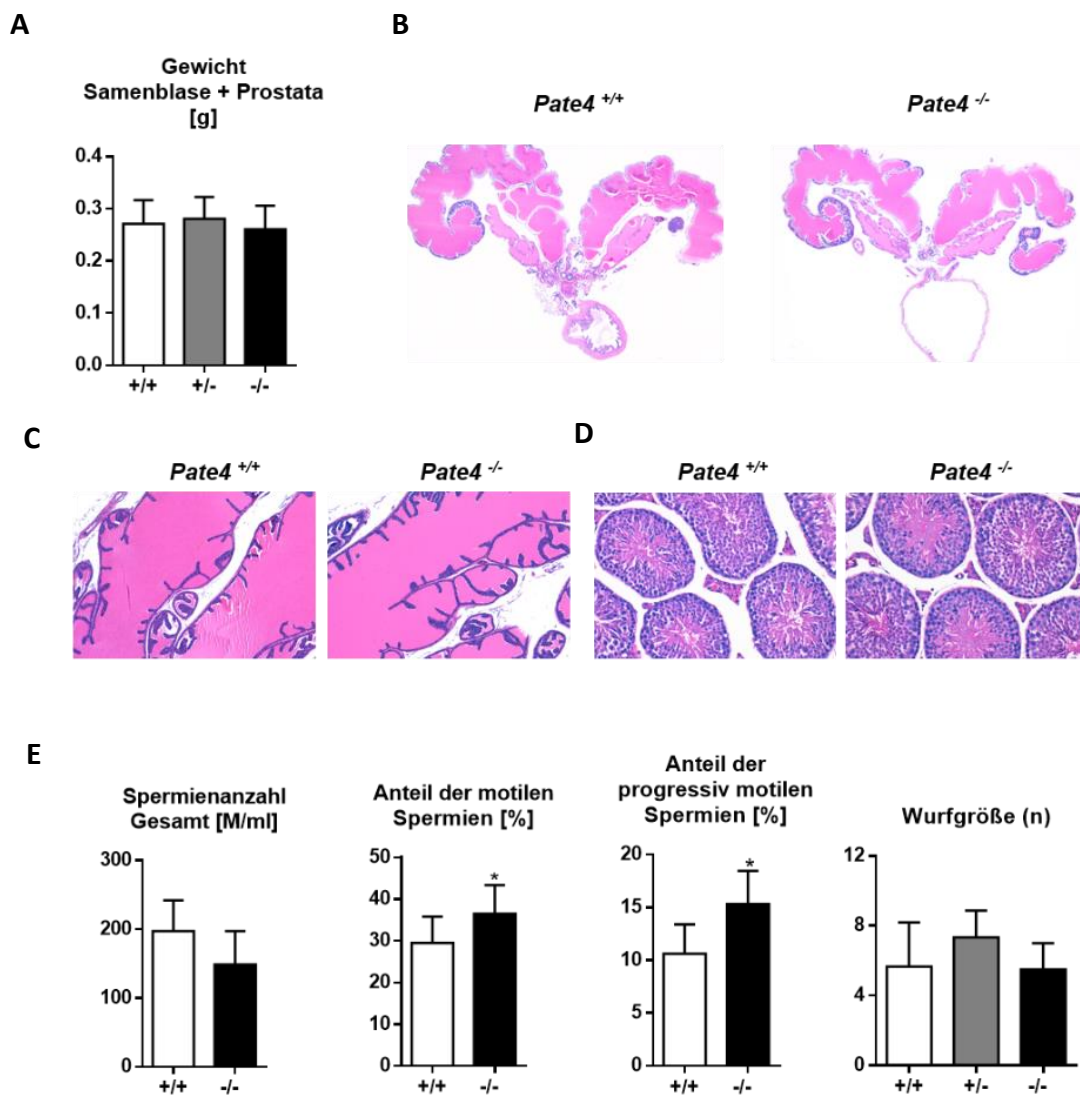 A
Gewicht
Samenblase + Prostata
[g]
0.4
0.3
0.2
0.1
0.0
+/+ +/- -/-
B
Pate4 +/+ Pate4 -/-
C
Pate4 +/+ Pate4 -/-
D
Pate4 +/+ Pate4 -/-
E
Spermienanzahl
Gesamt [M/ml]
300
200
100
0
+/+ -/-
Anteil der motilen
Spermien [%]
50
40
30
20
10
0
*
+/+ -/-
Anteil der
progressiv motilen
Spermien [%]
20
15
10
5
0
*
+/+ -/-
Wurfgröße (n)
12
8
4
0
+/+ +/- -/-